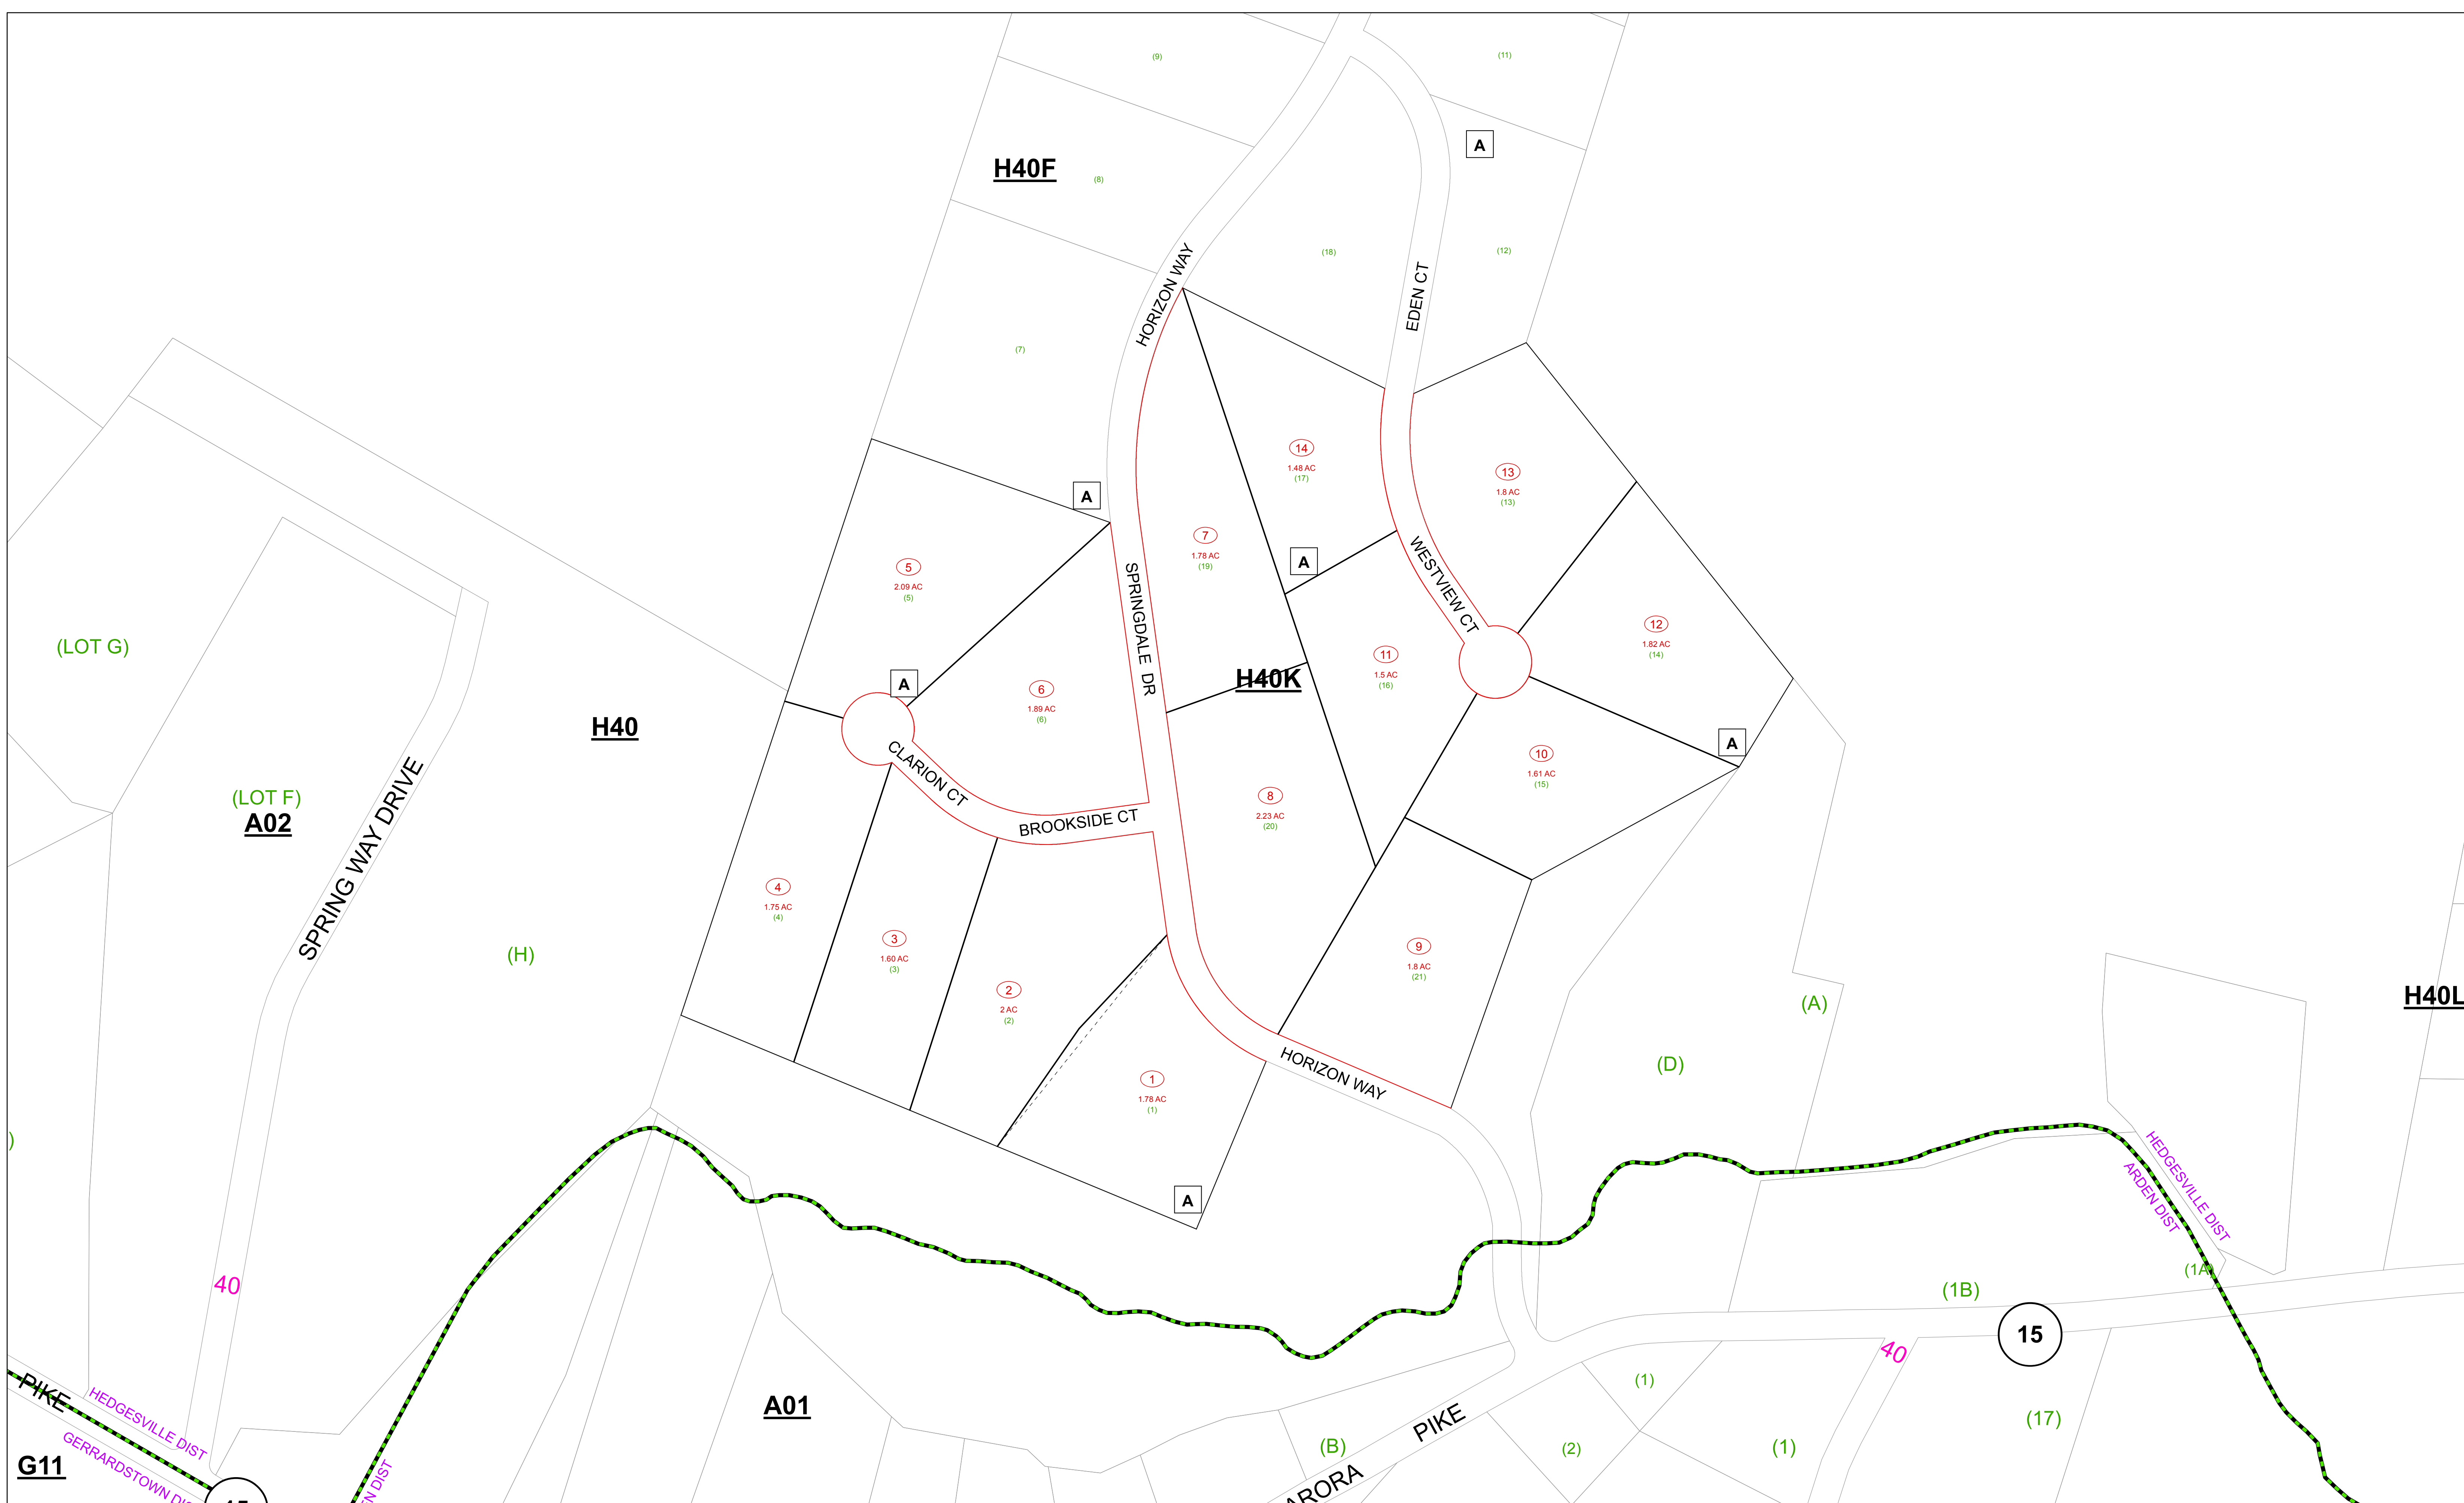 (9)
(11)
A
H40F
(8)
(18)
(12)
HORIZON WAY
EDEN CT
(7)
14
1.48 AC
(17)
13
1.8 AC
(13)
A
7
1.78 AC
(19)
A
WESTVIEW CT
5
2.09 AC
(5)
SPRINGDALE DR
12
1.82 AC
(14)
(LOT G)
11
1.5 AC
(16)
A
6
1.89 AC
(6)
H40K
H40
10
1.61 AC
(15)
A
CLARION CT
(LOT F)
A02
SPRING WAY DRIVE
BROOKSIDE CT
8
2.23 AC
(20)
4
1.75 AC
(4)
3
1.60 AC
(3)
9
1.8 AC
(21)
(H)
2
2 AC
(2)
H40L
(A)
(D)
HORIZON WAY
1
1.78 AC
(1)
)
A
HEDGESVILLE DIST
ARDEN DIST
40
(1A)
(1B)
15
40
PIKE
HEDGESVILLE DIST
GERRARDSTOWN DIS
G11
15
EN DIST
A01
(1)
PIKE
ARORA
(B)
(2)
(1)
(17)